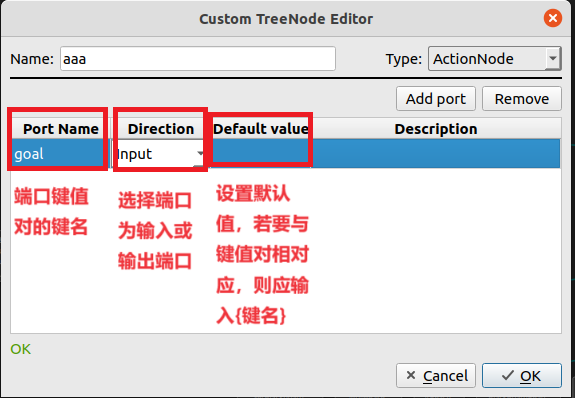 Custom TreeNode Editor
Name: aaa Type: ActionNode
Add port Remove
Port Name Direction Default value Description
goal Input
端口键值
对的键名
选择端口
为输入或
输出端口
设置默认
值，若要与
键值对相对
应，则应输
入{键名}
OK
Cancel OK